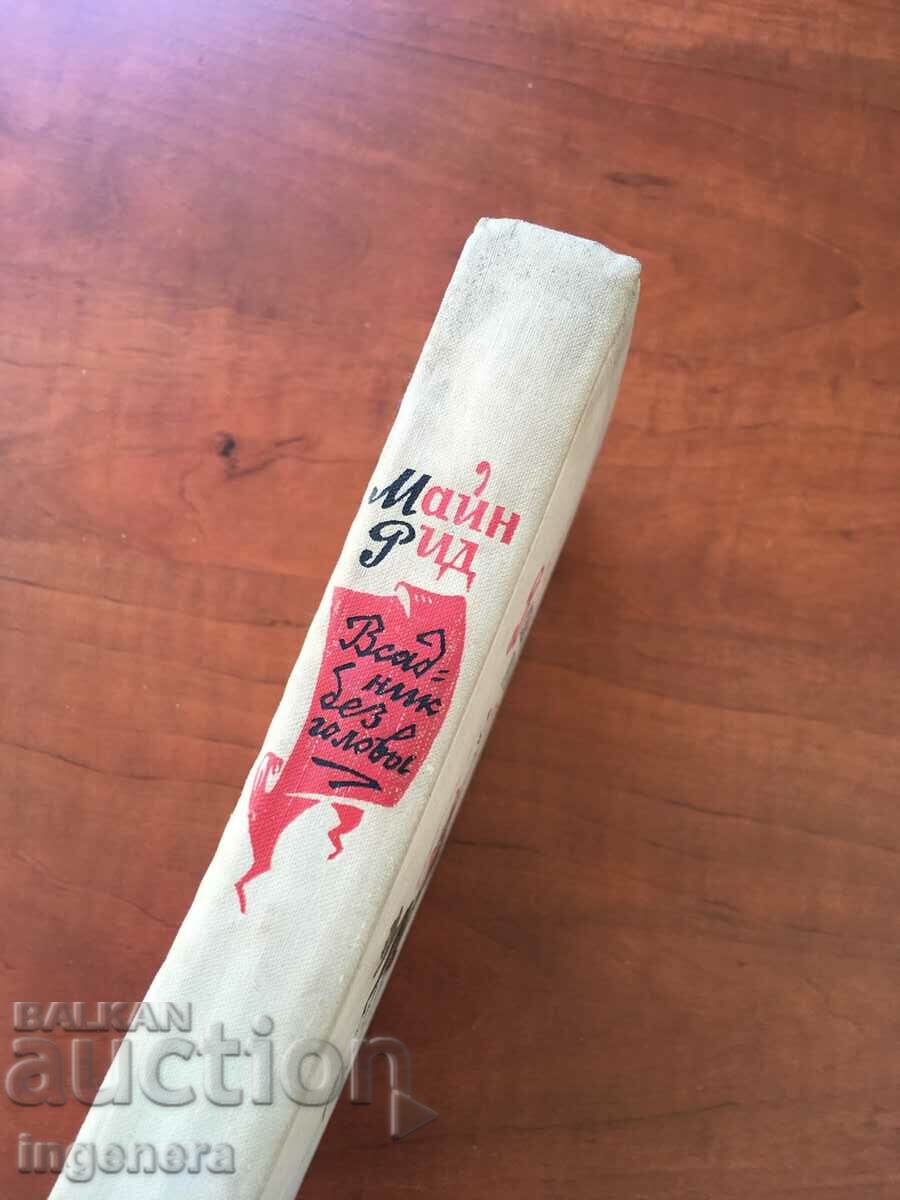 Майн
Рид
Всад-
ник
без
головы
BALKAN
auction
ingenera